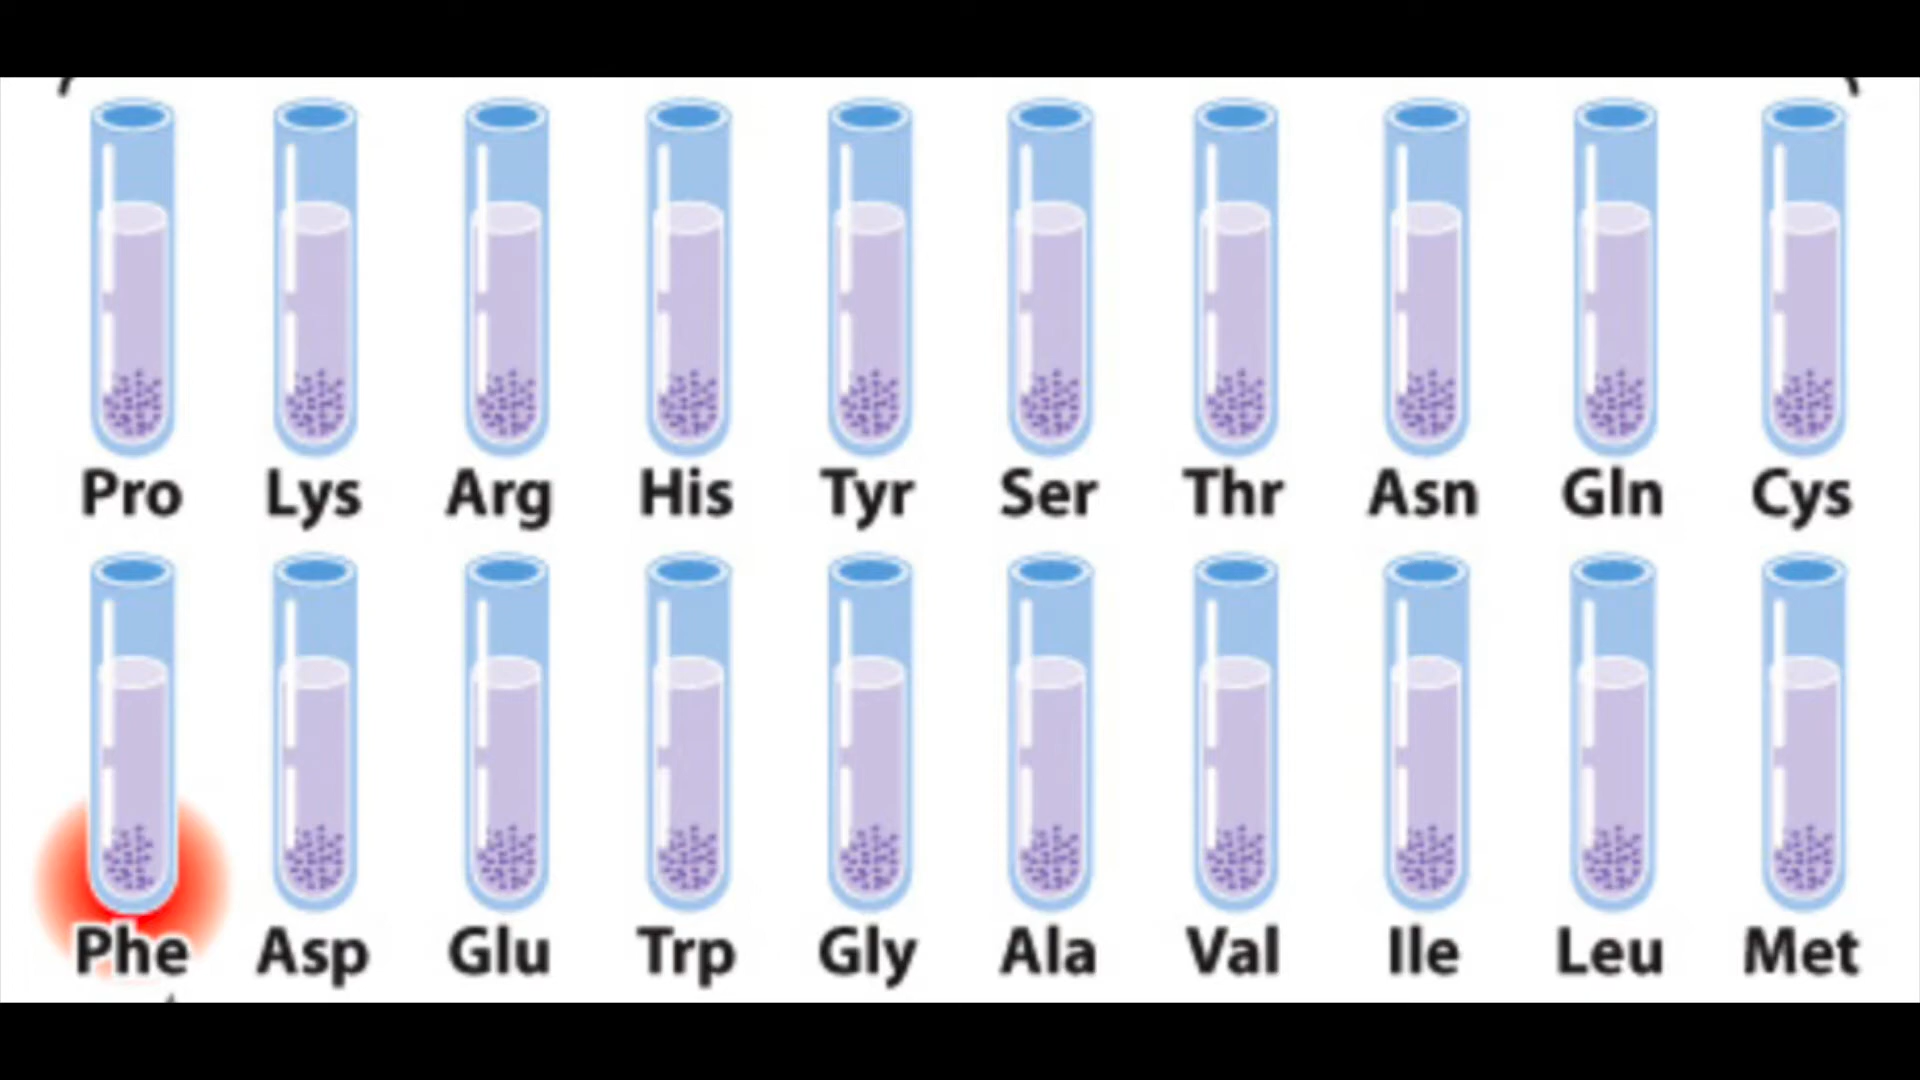 Pro Lys Arg His Tyr Ser Thr Asn Gln Cys
Phe Asp Glu Trp Gly Ala Val Ile Leu Met